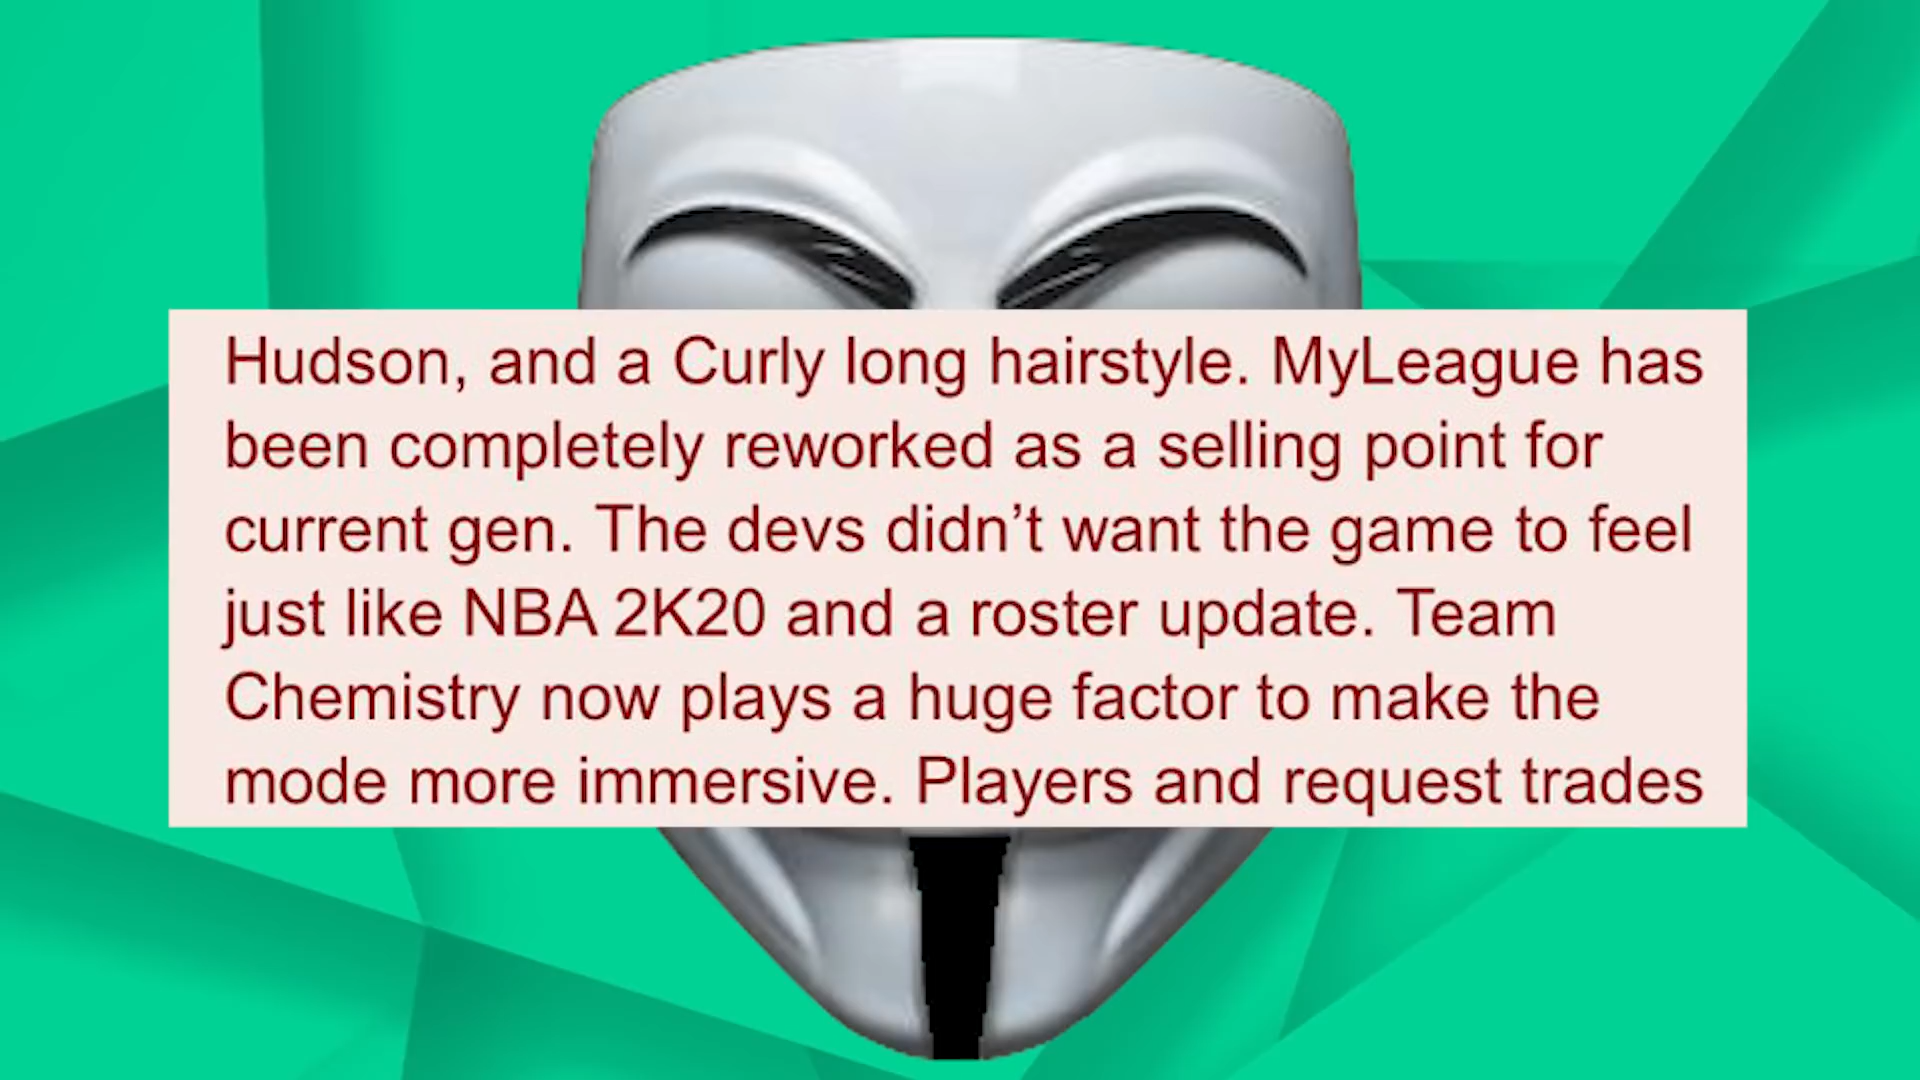 Hudson, and a Curly long hairstyle. MyLeague has
been completely reworked as a selling point for
current gen. The devs didn’t want the game to feel
just like NBA 2K20 and a roster update. Team
Chemistry now plays a huge factor to make the
mode more immersive. Players and request trades